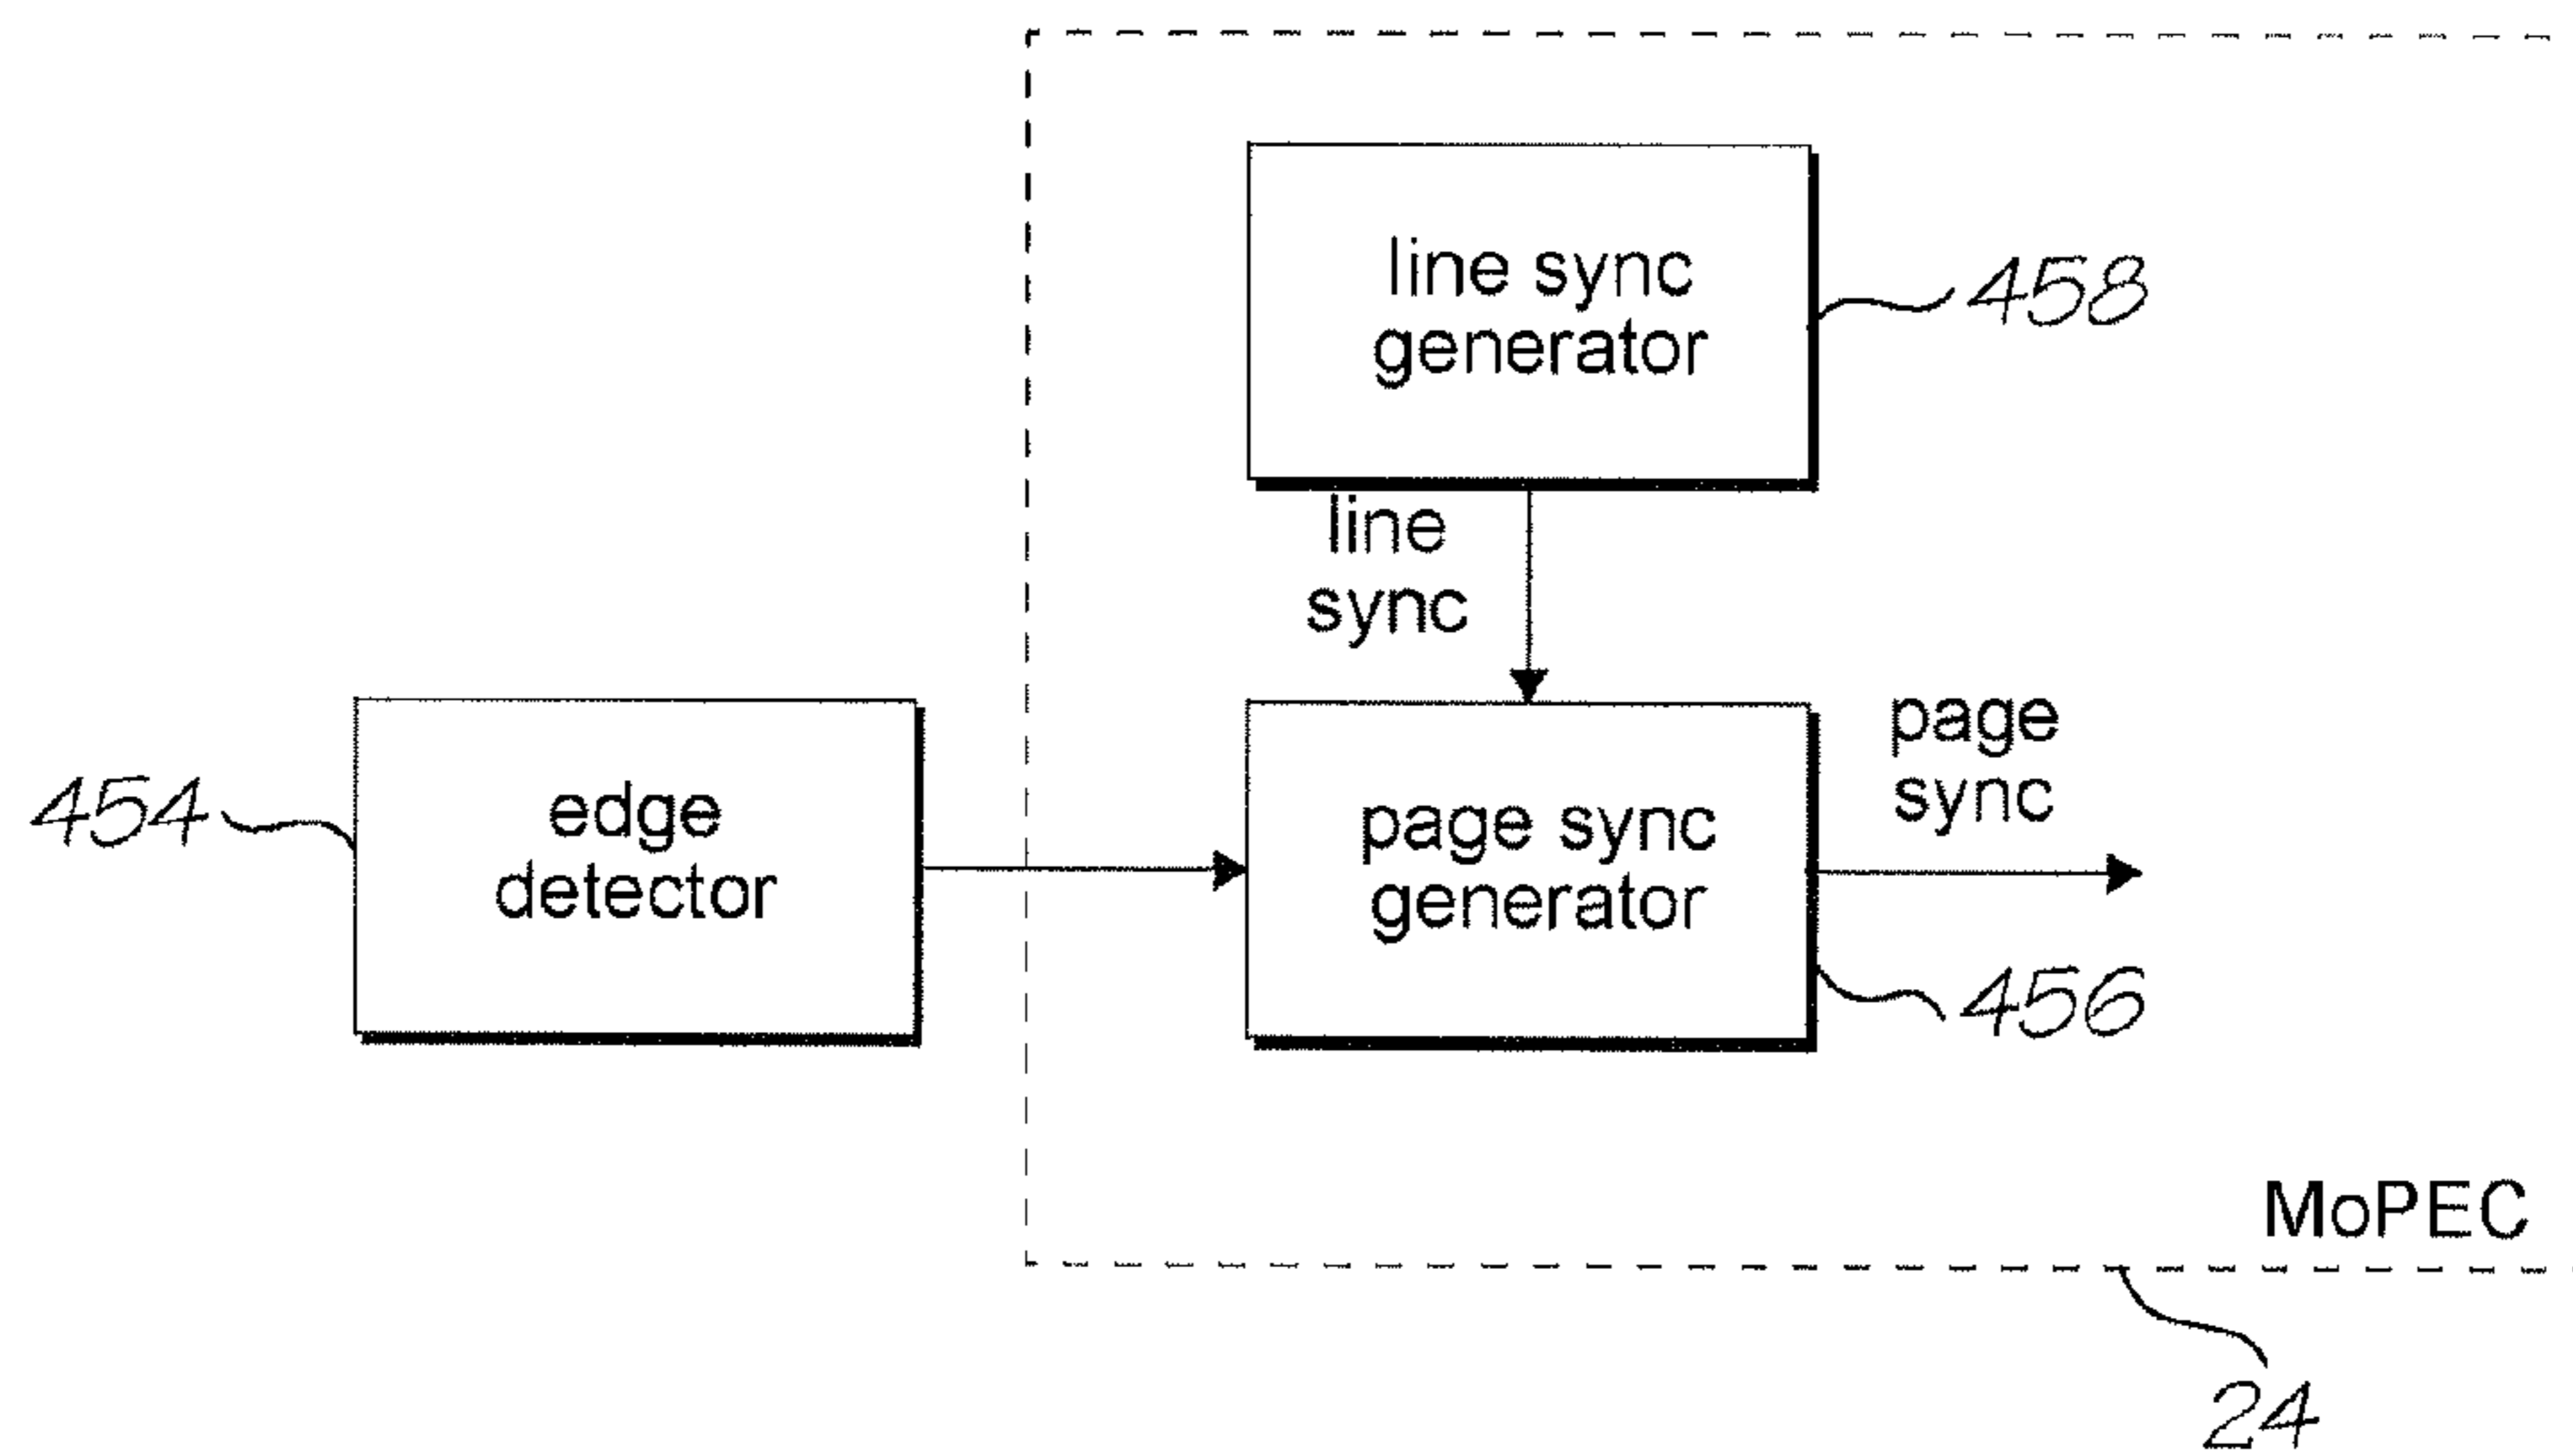 line sync
generator
458
line
sync
page
sync
454
edge
detector
page sync
generator
456
MoPEC
24